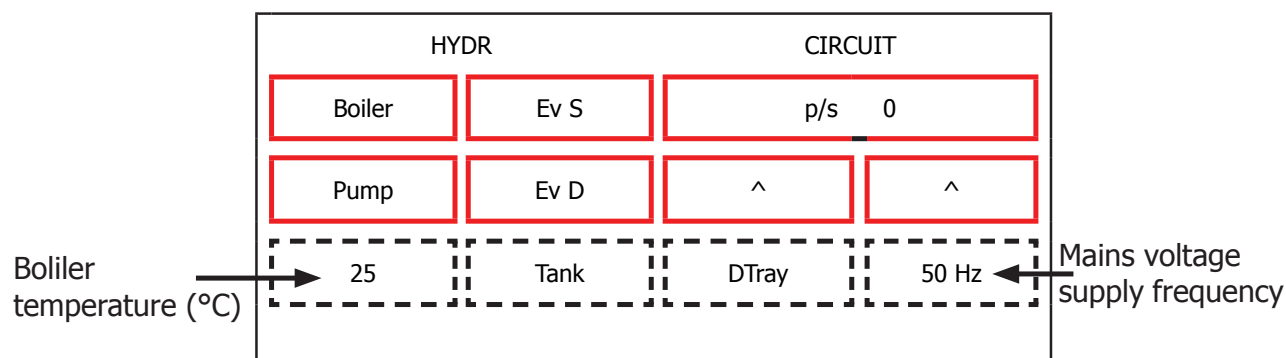 HYDR CIRCUIT
Boiler Ev S p/s 0
Pump Ev D ^ ^
25 Tank DTray 50 Hz
Boliler
temperature (°C)
Mains voltage
supply frequency